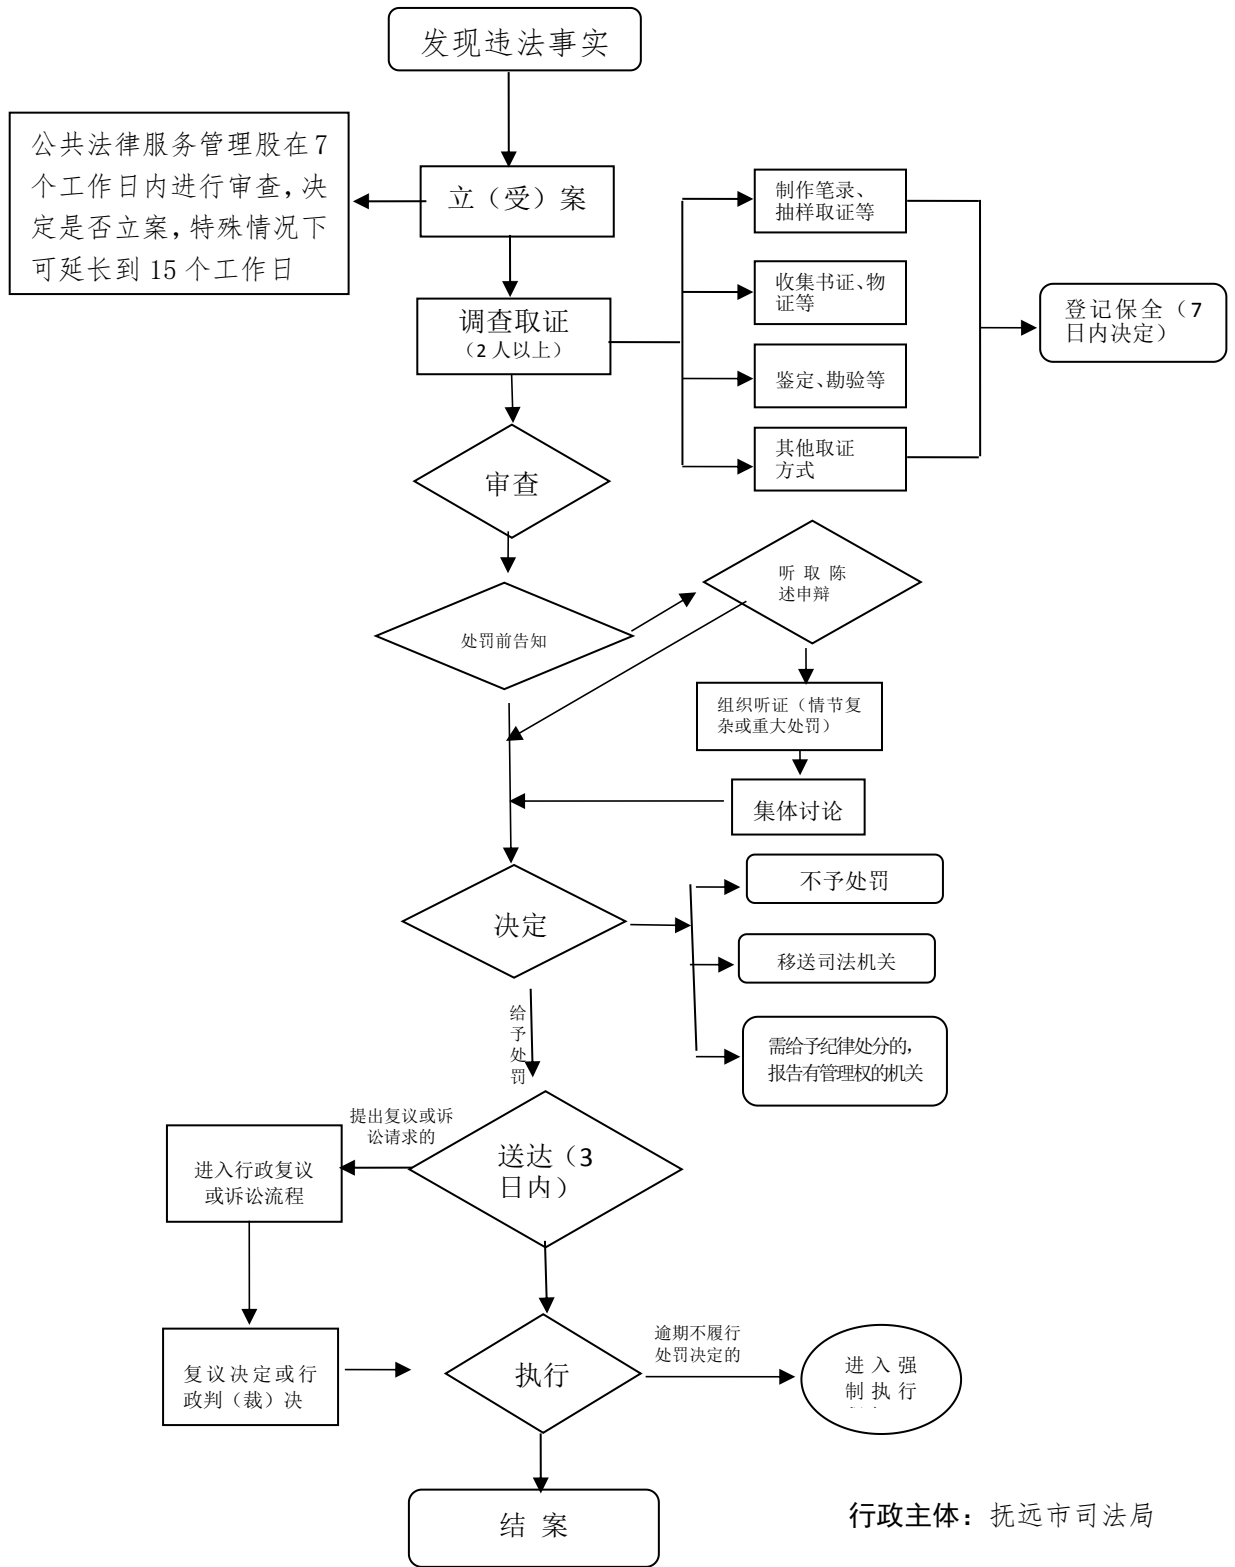 发现违法事实
公共法律服务管理股在7
个工作日内进行审查,决
定是否立案,特殊情况下
可延长到15个工作日
立（受）案
调查取证
（2人以上）
制作笔录、
抽样取证等
收集书证、物
证等
鉴定、勘验等
其他取证
方式
登记保全（7
日内决定）
审查
处罚前告知
听取陈
述申辩
组织听证（情节复
杂或重大处罚）
集体讨论
决定
不予处罚
移送司法机关
需给予纪律处分的,
报告有管理权的机关
给
予
处
罚
提出复议或诉
讼请求的
送达（3
日内）
进入行政复议
或诉讼流程
复议决定或行
政判（裁）决
执行
逾期不履行
处罚决定的
进入强
制执行
结 案
行政主体：抚远市司法局